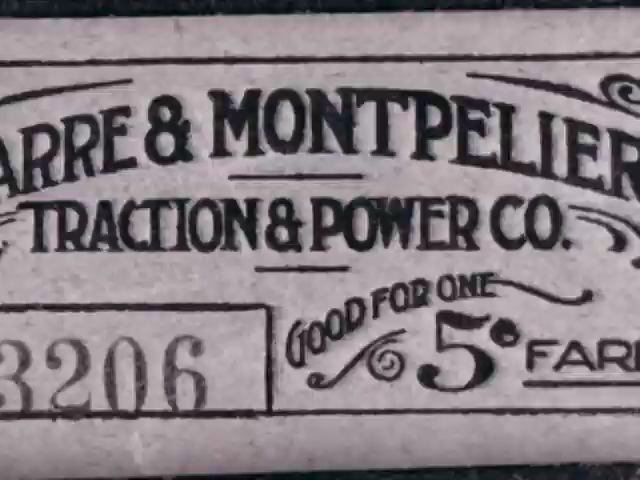 ARRE & MONTPELIER
TRACTION & POWER CO.
GOOD FOR ONE
5¢ FARE
3206